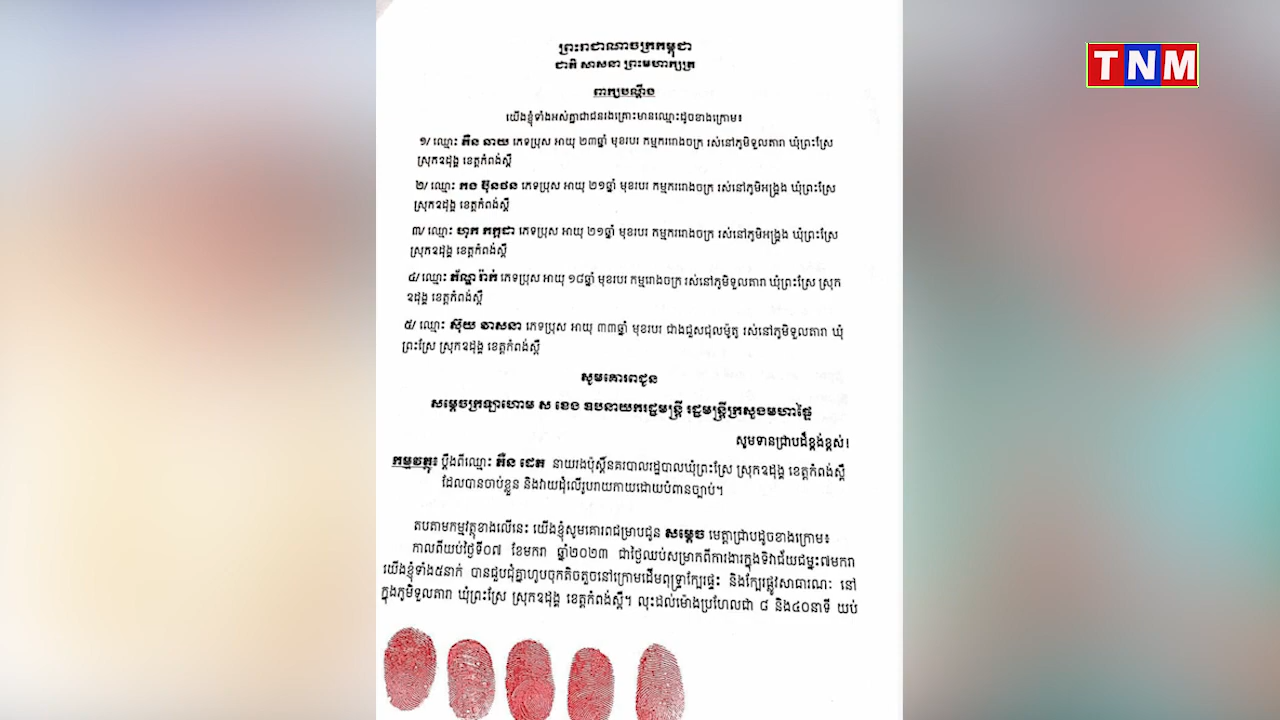 ព្រះរាជាណាចក្រកម្ពុជា
ជាតិ សាសនា ព្រះមហាក្សត្រ
TNM
ពាក្យបណ្តឹង
យើងខ្ញុំទាំងអស់គ្នាជាជនរងគ្រោះមានឈ្មោះដូចខាងក្រោម៖
១/ ឈ្មោះ គឺន ឆាយ ភេទប្រុស អាយុ ២៣ឆ្នាំ មុខរបរ កម្មកររោងចក្រ រស់នៅភូមិទួលតារា ឃុំព្រះស្រែ
ស្រុកឧដុង្គ ខេត្តកំពង់ស្ពឺ
២/ ឈ្មោះ កង ប៊ុនថន ភេទប្រុស អាយុ ២១ឆ្នាំ មុខរបរ កម្មកររោងចក្រ រស់នៅភូមិអង្គ្រង ឃុំព្រះស្រែ
ស្រុកឧដុង្គ ខេត្តកំពង់ស្ពឺ
៣/ ឈ្មោះ ហុក កក្កដា ភេទប្រុស អាយុ ២១ឆ្នាំ មុខរបរ កម្មកររោងចក្រ រស់នៅភូមិអង្គ្រង ឃុំព្រះស្រែ
ស្រុកឧដុង្គ ខេត្តកំពង់ស្ពឺ
៤/ ឈ្មោះ ភ័ណ្ឌ រ៉ាក់ ភេទប្រុស អាយុ ១៨ឆ្នាំ មុខរបរ កម្មរោងចក្រ រស់នៅភូមិទួលតារា ឃុំព្រះស្រែ ស្រុក
ឧដុង្គ ខេត្តកំពង់ស្ពឺ
៥/ ឈ្មោះ ស៊ុយ វាសនា ភេទប្រុស អាយុ ៣៣ឆ្នាំ មុខរបរ ជាងជួសជុលម៉ូតូ រស់នៅភូមិទួលតារា ឃុំ
ព្រះស្រែ ស្រុកឧដុង្គ ខេត្តកំពង់ស្ពឺ
សូមគោរពជូន
សម្តេចក្រឡាហោម ស ខេង ឧបនាយករដ្ឋមន្ត្រី រដ្ឋមន្ត្រីក្រសួងមហាផ្ទៃ
សូមទានជ្រាបដ៏ខ្ពង់ខ្ពស់!
កម្មវត្ថុ៖ ប្តឹងពីឈ្មោះ គឺន ដេត នាយរងប៉ុស្តិ៍នគរបាលរដ្ឋបាលឃុំព្រះស្រែ ស្រុកឧដុង្គ ខេត្តកំពង់ស្ពឺ
ដែលបានចាប់ខ្លួន និងវាយដុំលើរូបរាយកាយដោយបំពានច្បាប់។
តបតាមកម្មវត្ថុខាងលើនេះ យើងខ្ញុំសូមគោរពជម្រាបជូន សម្តេច មេត្តាជ្រាបដូចខាងក្រោម៖
កាលពីយប់ថ្ងៃទី០៧ ខែមករា ឆ្នាំ២០២៣ ជាថ្ងៃឈប់សម្រាកពីការងារក្នុងទិវាជ័យជម្នះ៧មករា
យើងខ្ញុំទាំង៥នាក់ បានជួបជុំគ្នាហូបចុកតិចតួចនៅក្រោមដើមពុទ្រាក្បែរផ្ទះ និងក្បែរផ្លូវសាធារណៈ នៅ
ក្នុងភូមិទួលតារា ឃុំព្រះស្រែ ស្រុកឧដុង្គ ខេត្តកំពង់ស្ពឺ។ លុះដល់ម៉ោងប្រហែលជា ៨ និង៤០នាទី យប់